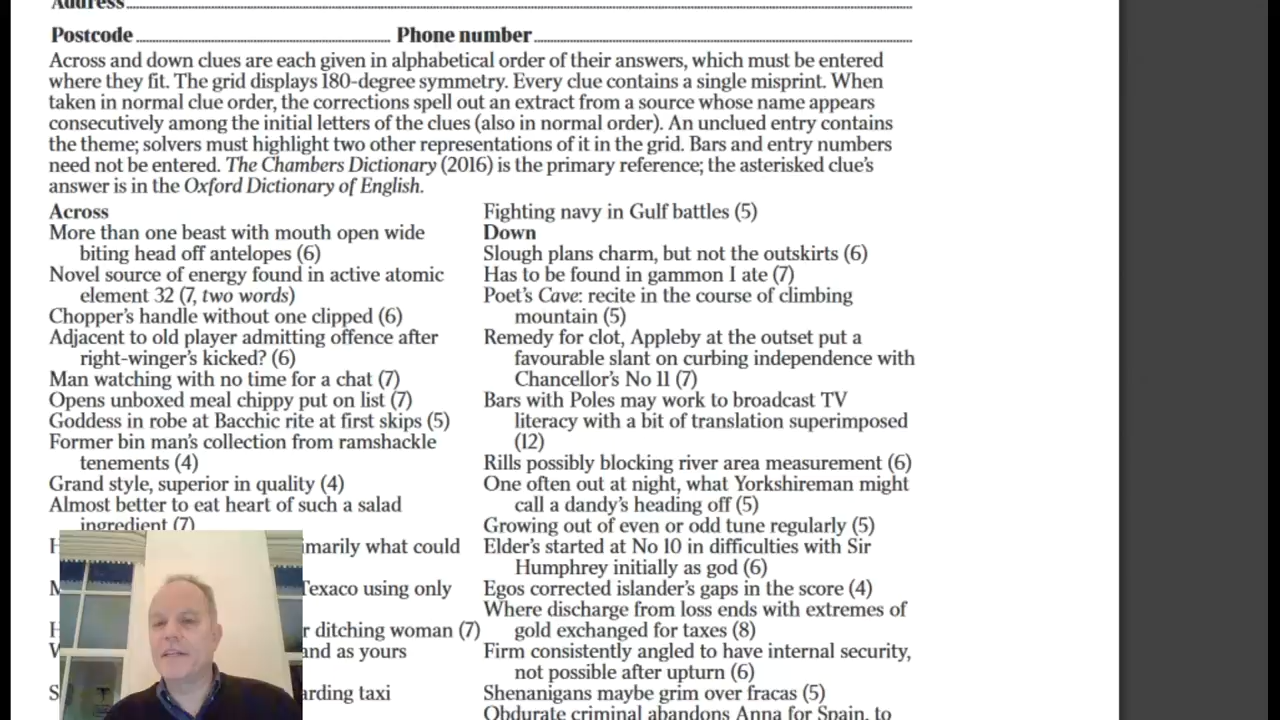 Address
Postcode Phone number
Across and down clues are each given in alphabetical order of their answers, which must be entered
where they fit. The grid displays 180-degree symmetry. Every clue contains a single misprint. When
taken in normal clue order, the corrections spell out an extract from a source whose name appears
consecutively among the initial letters of the clues (also in normal order). An unclued entry contains
the theme; solvers must highlight two other representations of it in the grid. Bars and entry numbers
need not be entered. The Chambers Dictionary (2016) is the primary reference; the asterisked clue's
answer is in the Oxford Dictionary of English.
Across
More than one beast with mouth open wide
biting head off antelopes (6)
Novel source of energy found in active atomic
element 32 (7, two words)
Chopper's handle without one clipped (6)
Adjacent to old player admitting offence after
right-winger's kicked? (6)
Man watching with no time for a chat (7)
Opens unboxed meal chippy put on list (7)
Goddess in robe at Bacchic rite at first skips (5)
Former bin man's collection from ramshackle
tenements (4)
Grand style, superior in quality (4)
Almost better to eat heart of such a salad
ingredient (7)
imarily what could
Texaco using only
r ditching woman (7)
and as yours
arding taxi
Fighting navy in Gulf battles (5)
Down
Slough plans charm, but not the outskirts (6)
Has to be found in gammon I ate (7)
Poet's Cave: recite in the course of climbing
mountain (5)
Remedy for clot, Appleby at the outset put a
favourable slant on curbing independence with
Chancellor's No 11 (7)
Bars with Poles may work to broadcast TV
literacy with a bit of translation superimposed
(12)
Rills possibly blocking river area measurement (6)
One often out at night, what Yorkshireman might
call a dandy's heading off (5)
Growing out of even or odd tune regularly (5)
Elder's started at No 10 in difficulties with Sir
Humphrey initially as god (6)
Egos corrected islander's gaps in the score (4)
Where discharge from loss ends with extremes of
gold exchanged for taxes (8)
Firm consistently angled to have internal security,
not possible after upturn (6)
Shenanigans maybe grim over fracas (5)
Obdurate criminal abandons Anna for Spain, to